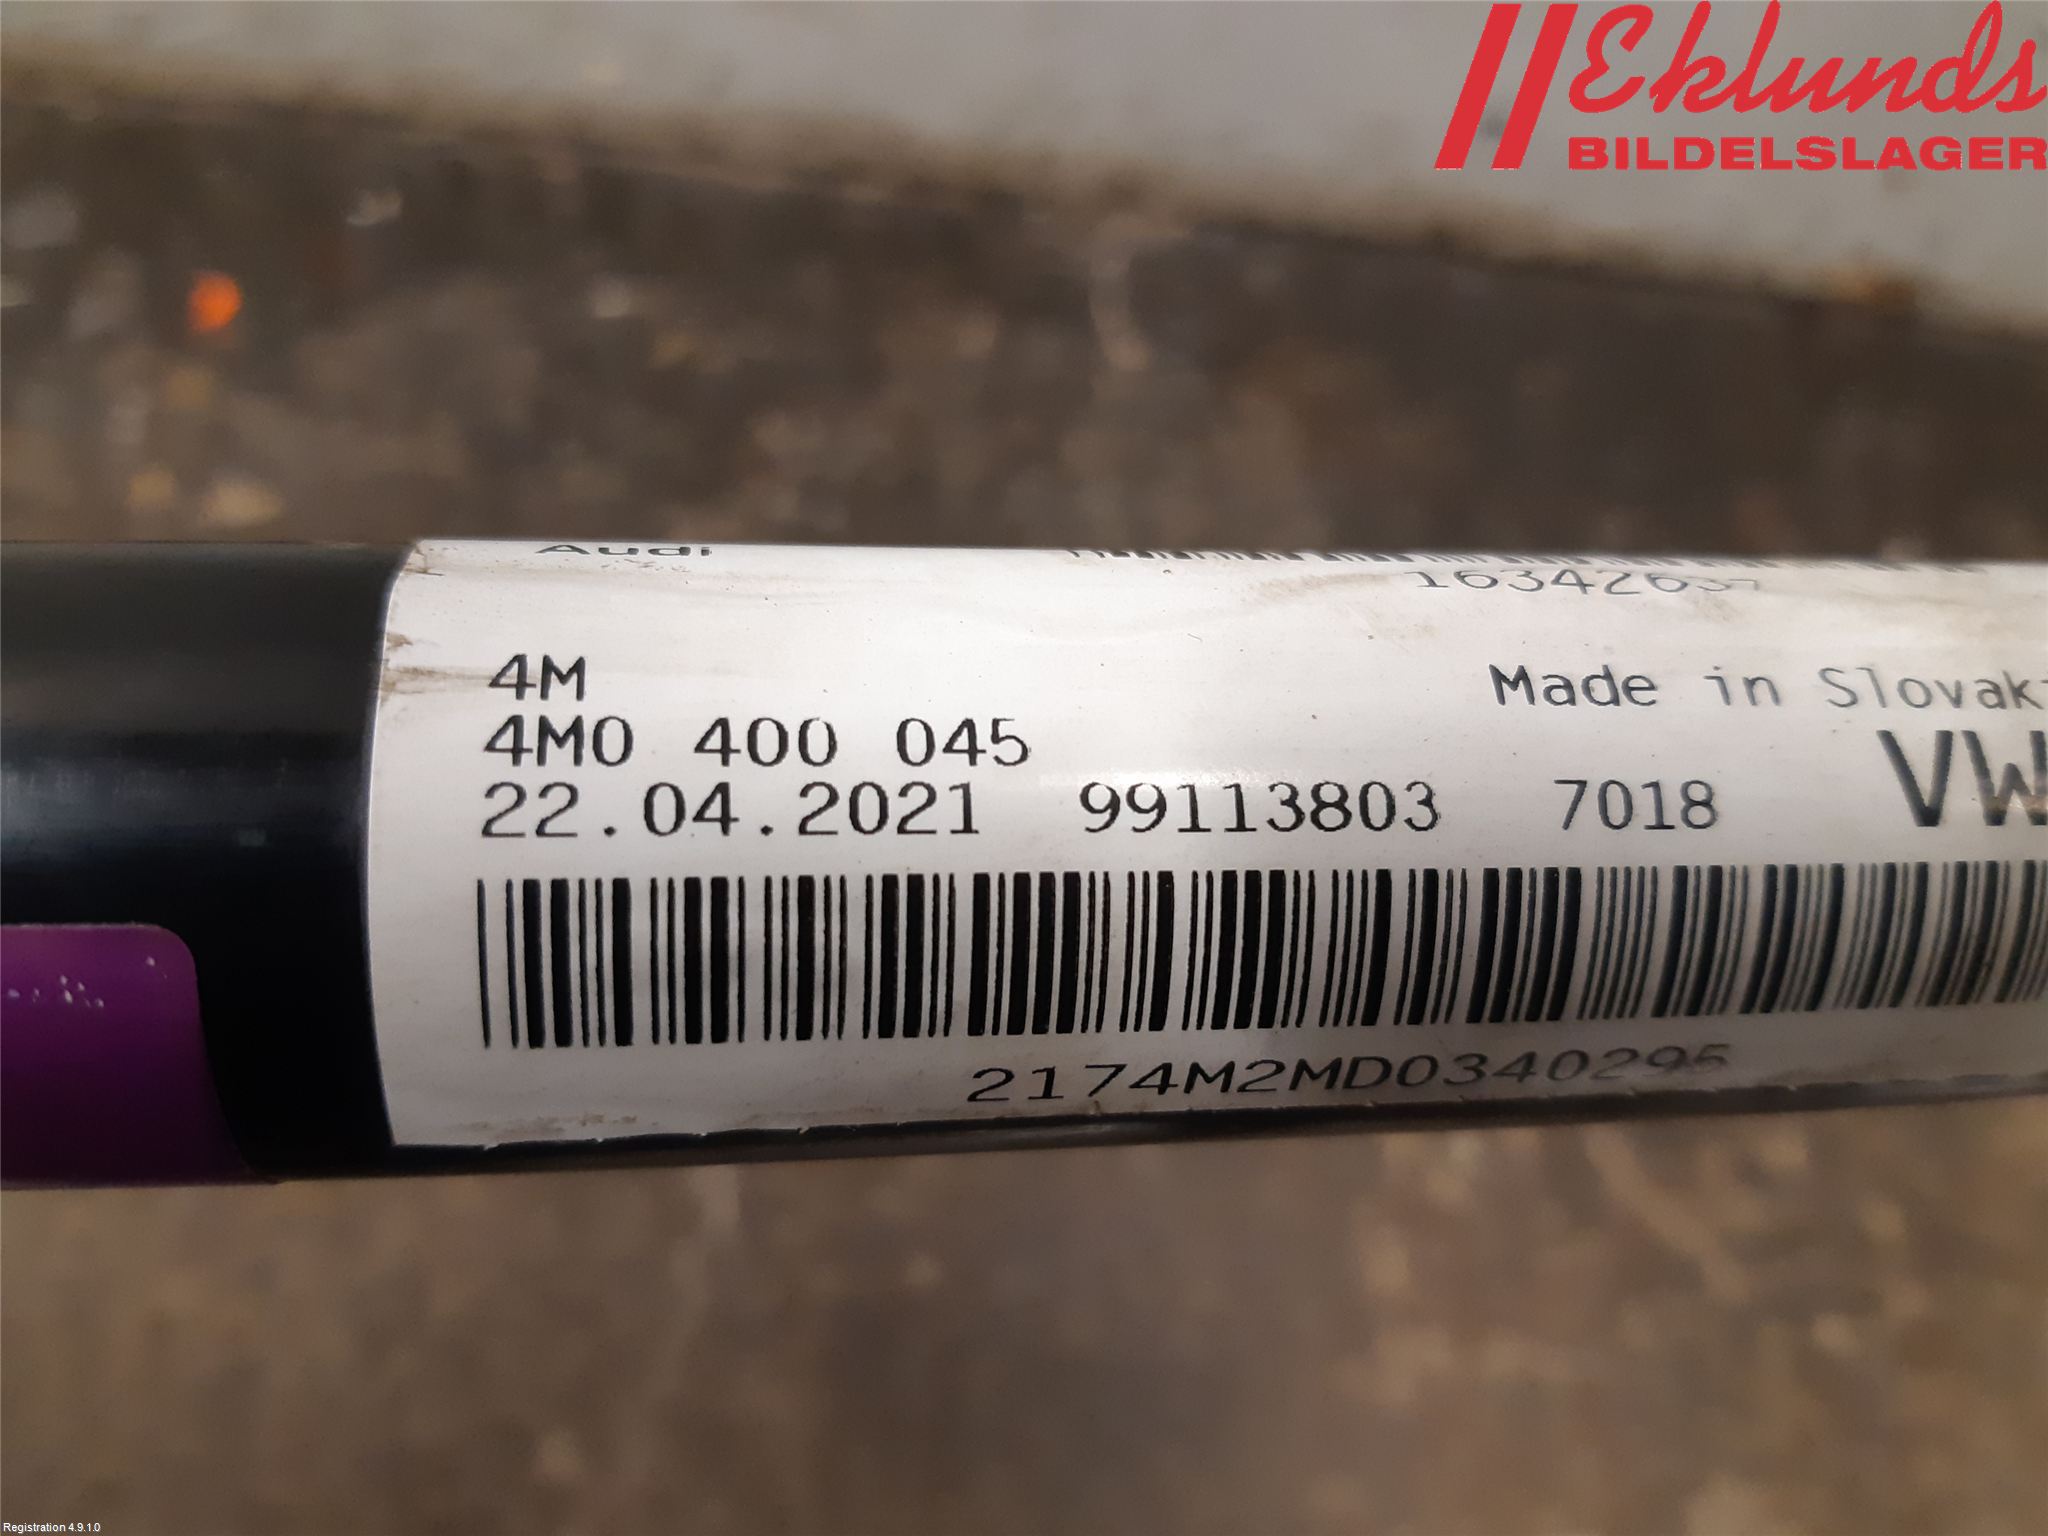 Eklunds
BILDELSLAGER
Audi
16342637
4M
Made in Slovak
4M0 400 045
VW
22.04.2021 99113803 7018
2174M2MD0340295
Registration 4.9.1.0